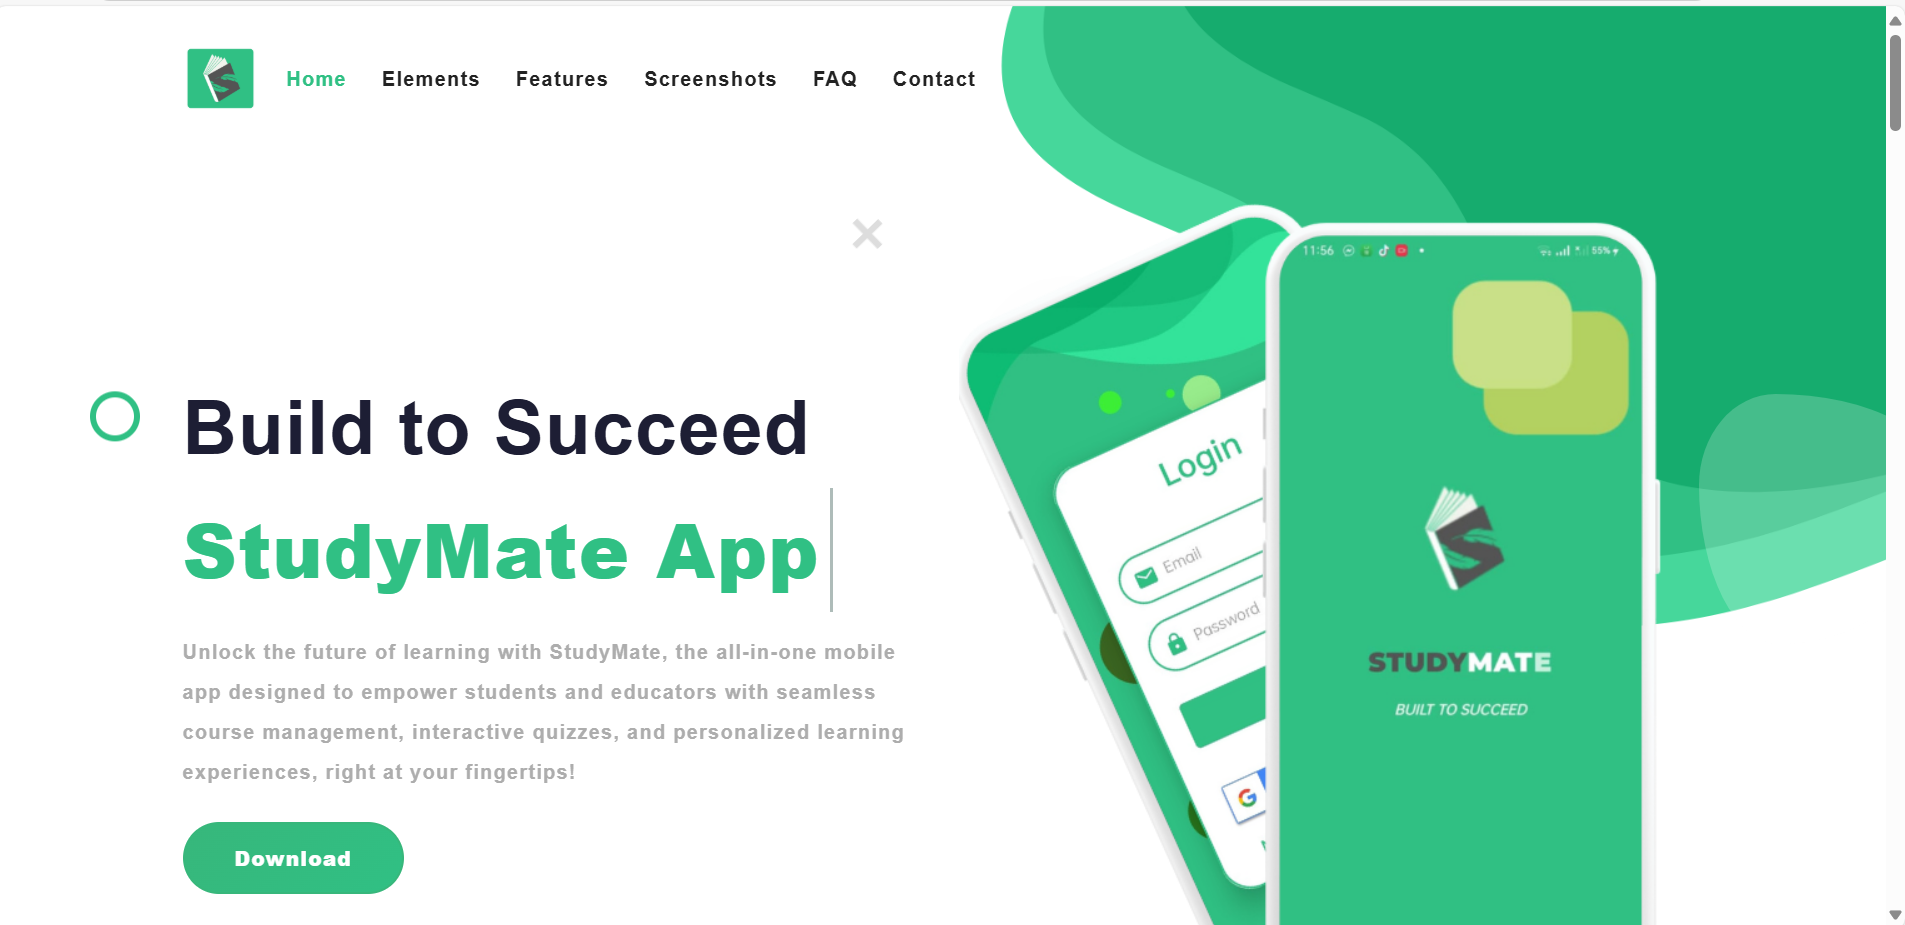 Home Elements Features Screenshots FAQ Contact
Build to Succeed
StudyMate App
Unlock the future of learning with StudyMate, the all-in-one mobile
app designed to empower students and educators with seamless
course management, interactive quizzes, and personalized learning
experiences, right at your fingertips!
Download
Login
Email
Password
11:56
55%
STUDYMATE
BUILT TO SUCCEED